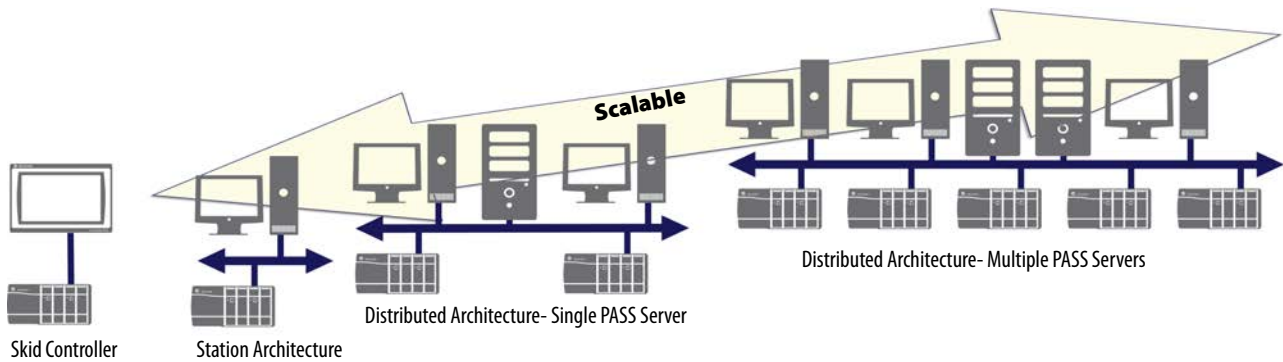 Scalable
Distributed Architecture- Multiple PASS Servers
Distributed Architecture- Single PASS Server
Skid Controller
Station Architecture